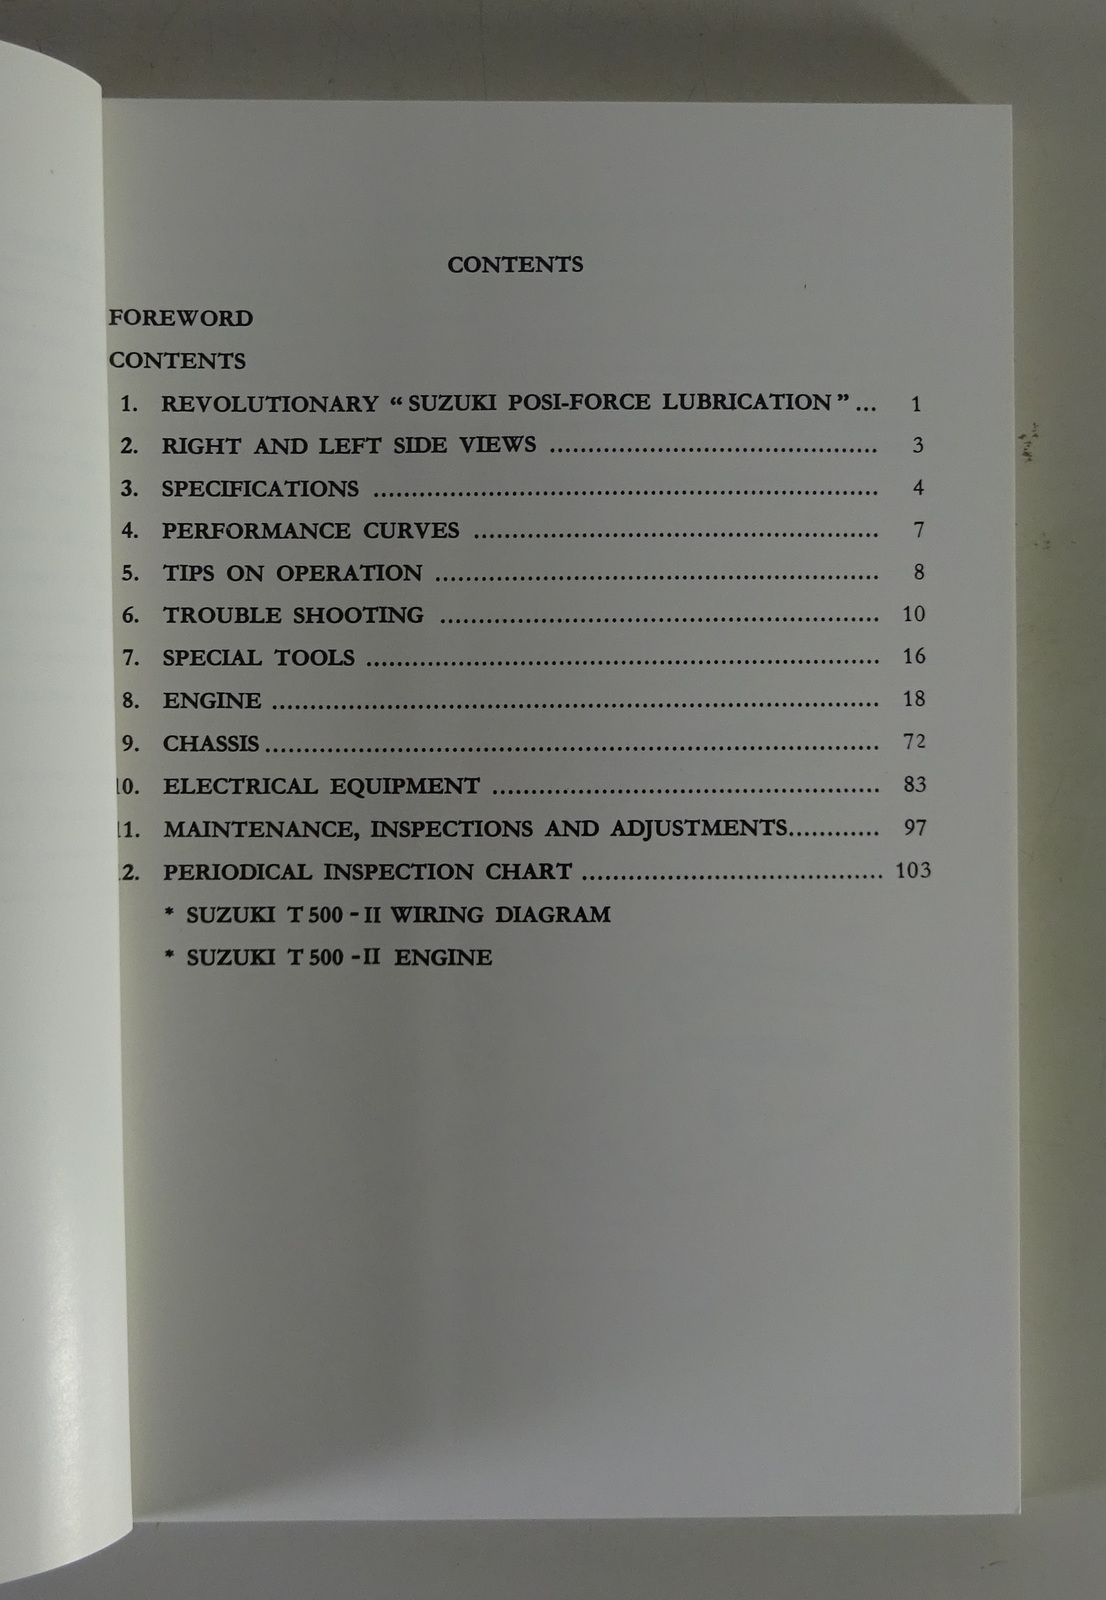 CONTENTS
FOREWORD
CONTENTS
1. REVOLUTIONARY “SUZUKI POSI-FORCE LUBRICATION” ... 1
2. RIGHT AND LEFT SIDE VIEWS ........................................... 3
3. SPECIFICATIONS .................................................................. 4
4. PERFORMANCE CURVES ..................................................... 7
5. TIPS ON OPERATION .......................................................... 8
6. TROUBLE SHOOTING .......................................................... 10
7. SPECIAL TOOLS .................................................................... 16
8. ENGINE ................................................................................ 18
9. CHASSIS ................................................................................. 72
10. ELECTRICAL EQUIPMENT ................................................... 83
11. MAINTENANCE, INSPECTIONS AND ADJUSTMENTS............ 97
12. PERIODICAL INSPECTION CHART ........................................ 103
* SUZUKI T 500 - II WIRING DIAGRAM
* SUZUKI T 500 - II ENGINE